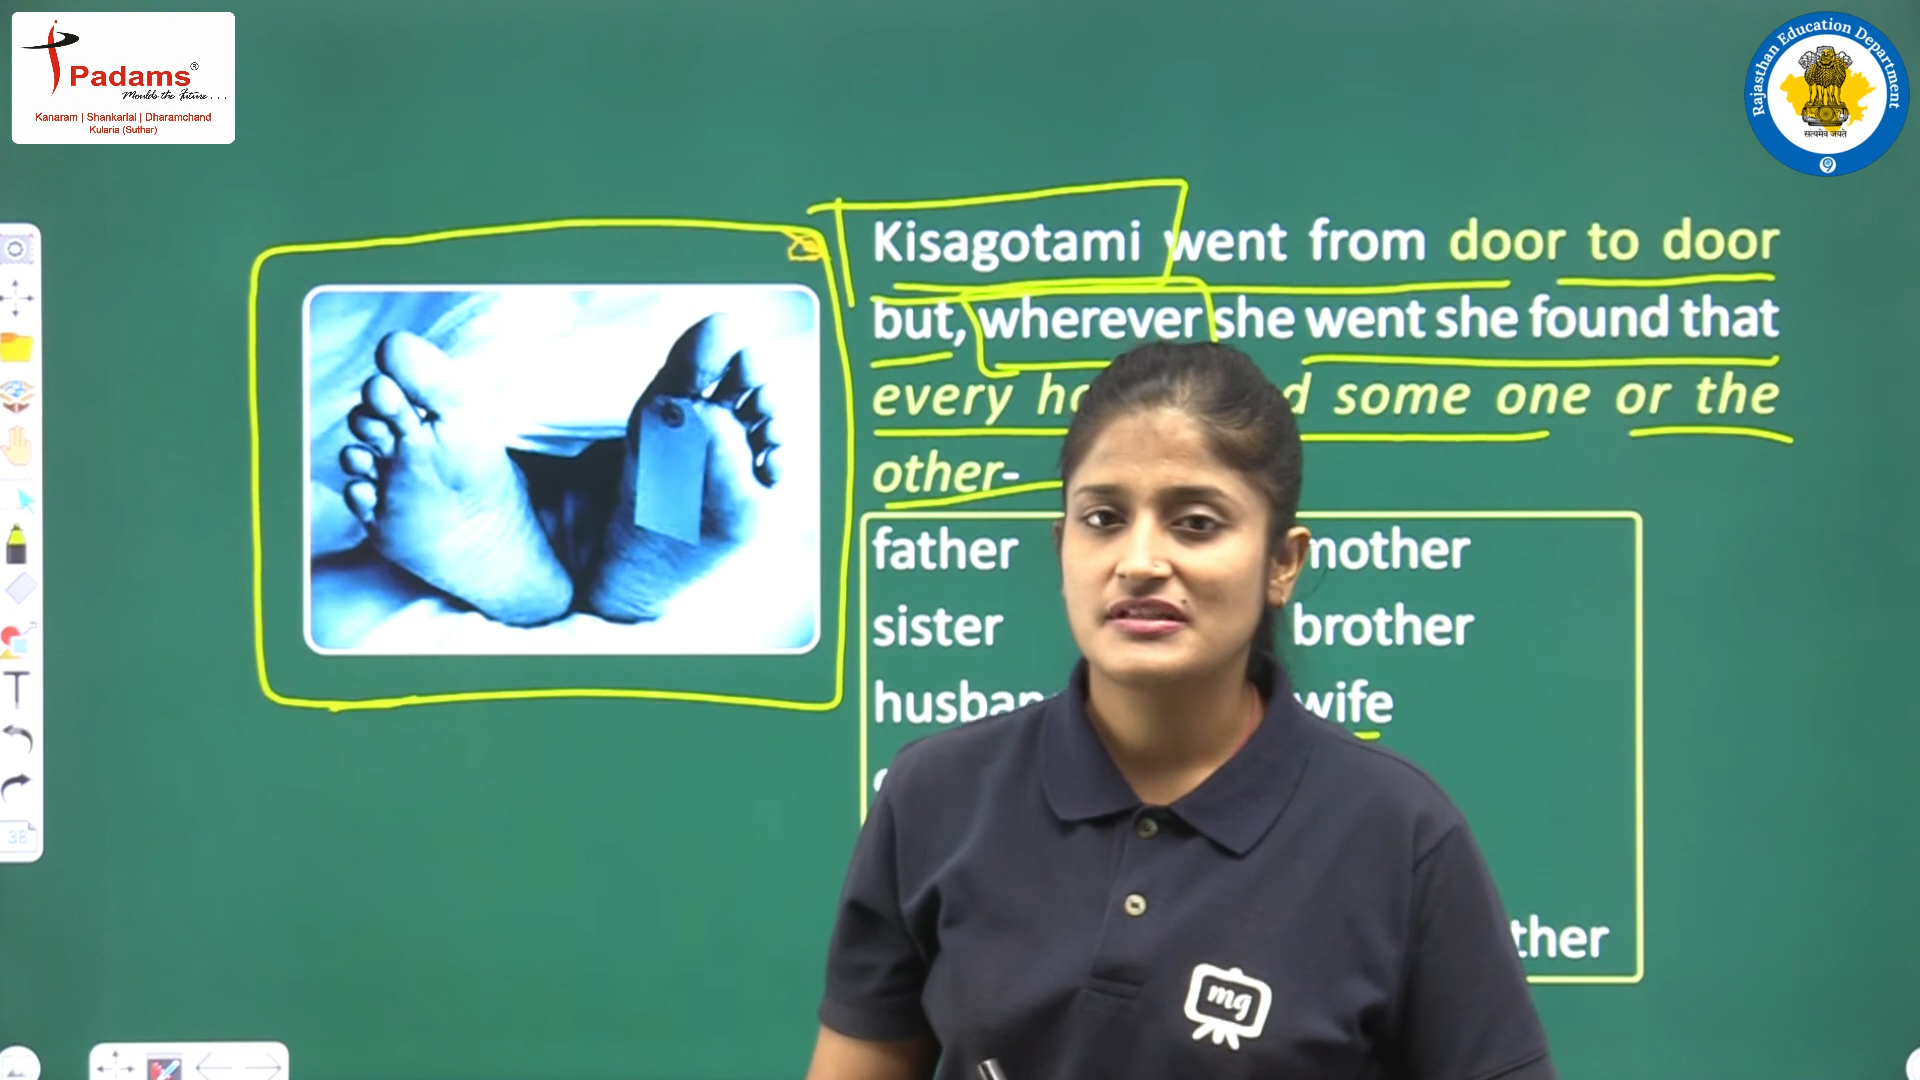 Padams®
Moulds the Future...
Kanaram | Shankarlal | Dharamchand
Kularia (Suthar)
Rajasthan Education Department
सत्यमेव जयते
Kisagotami went from door to door
but, wherever she went she found that
every some one or the
other-
father mother
sister brother
wife
mg
38
T